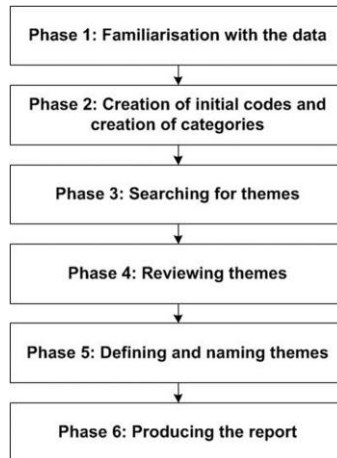 Phase 1: Familiarisation with the data
Phase 2: Creation of initial codes and
creation of categories
Phase 3: Searching for themes
Phase 4: Reviewing themes
Phase 5: Defining and naming themes
Phase 6: Producing the report